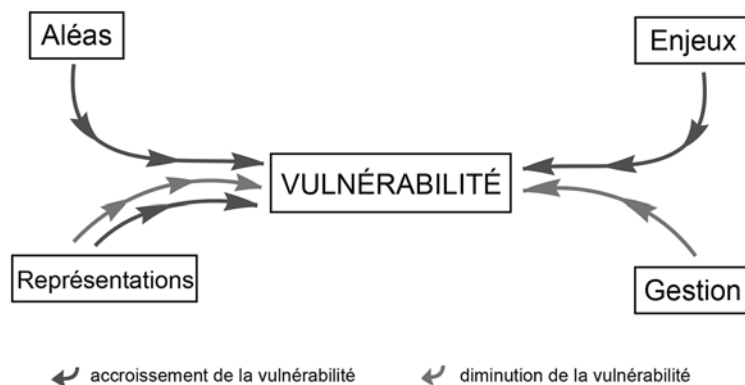 Aléas
Enjeux
VULNÉRABILITÉ
Représentations
Gestion
accroissement de la vulnérabilité
diminution de la vulnérabilité